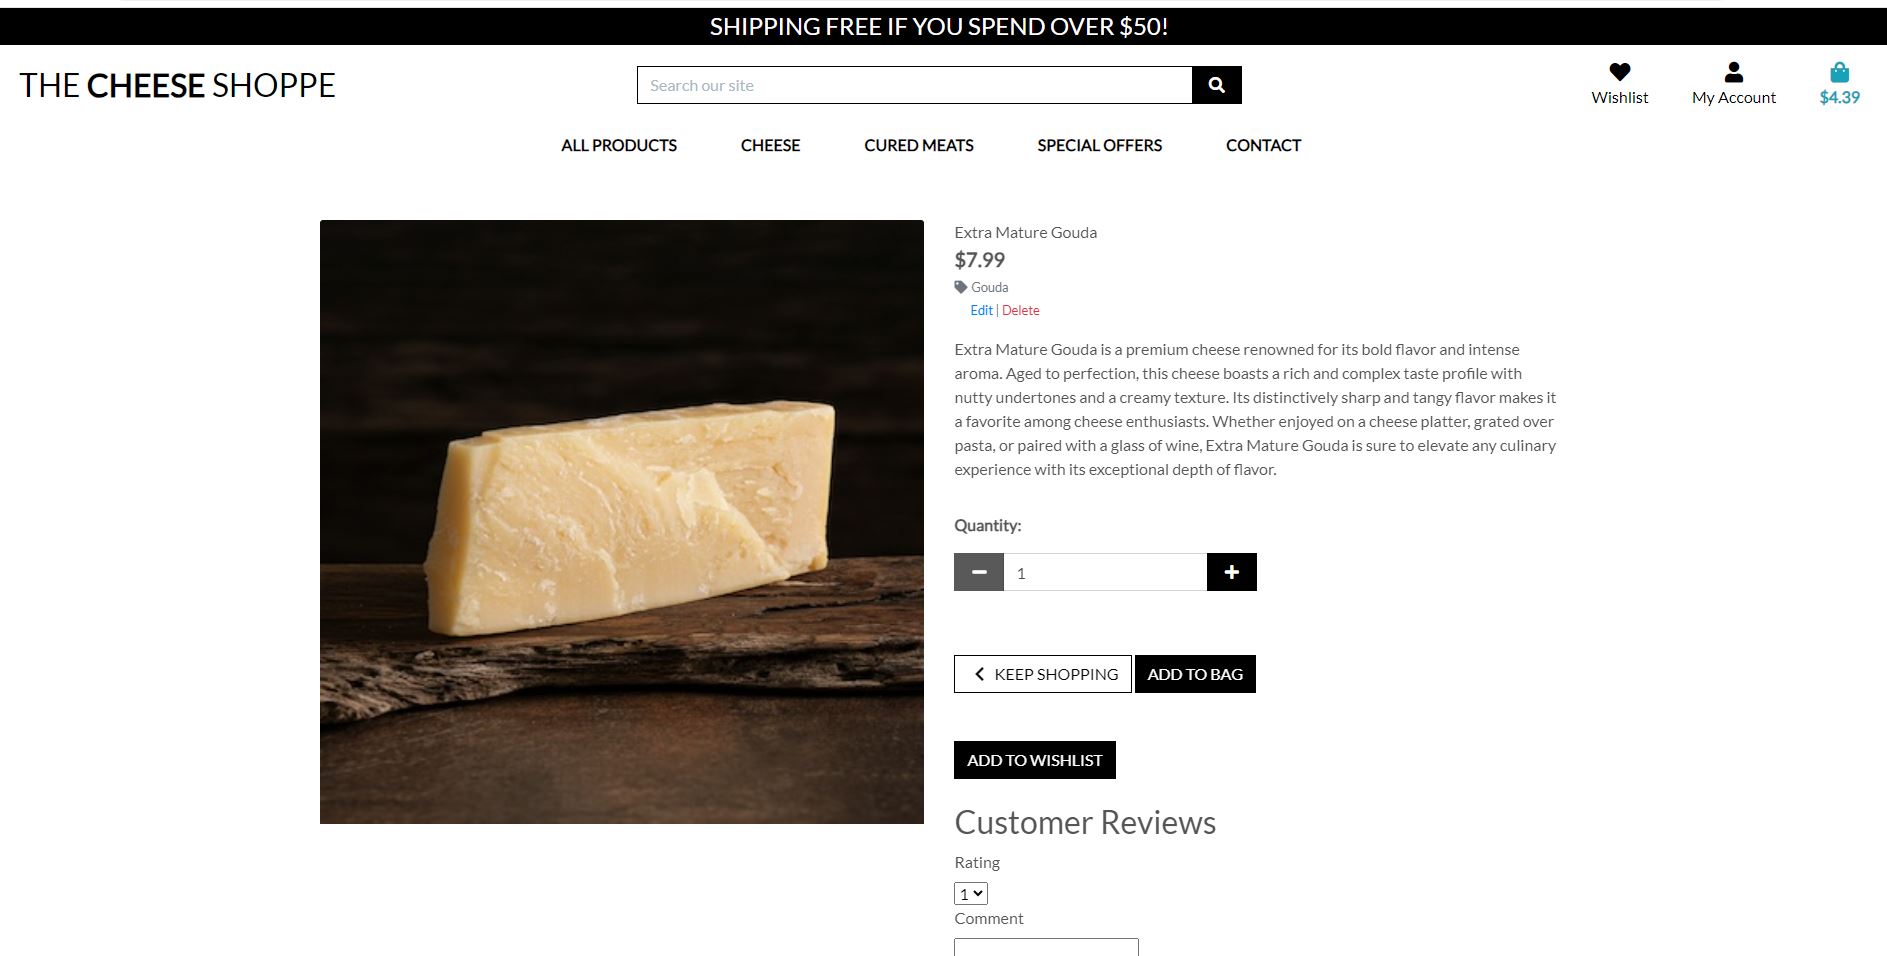 SHIPPING FREE IF YOU SPEND OVER $50!
THE CHEESE SHOPPE
Search our site
Wishlist
My Account
$4.39
ALL PRODUCTS
CHEESE
CURED MEATS
SPECIAL OFFERS
CONTACT
Extra Mature Gouda
$7.99
Gouda
Edit | Delete
Extra Mature Gouda is a premium cheese renowned for its bold flavor and intense
aroma. Aged to perfection, this cheese boasts a rich and complex taste profile with
nutty undertones and a creamy texture. Its distinctively sharp and tangy flavor makes it
a favorite among cheese enthusiasts. Whether enjoyed on a cheese platter, grated over
pasta, or paired with a glass of wine, Extra Mature Gouda is sure to elevate any culinary
experience with its exceptional depth of flavor.
Quantity:
1
KEEP SHOPPING
ADD TO BAG
ADD TO WISHLIST
Customer Reviews
Rating
1
Comment